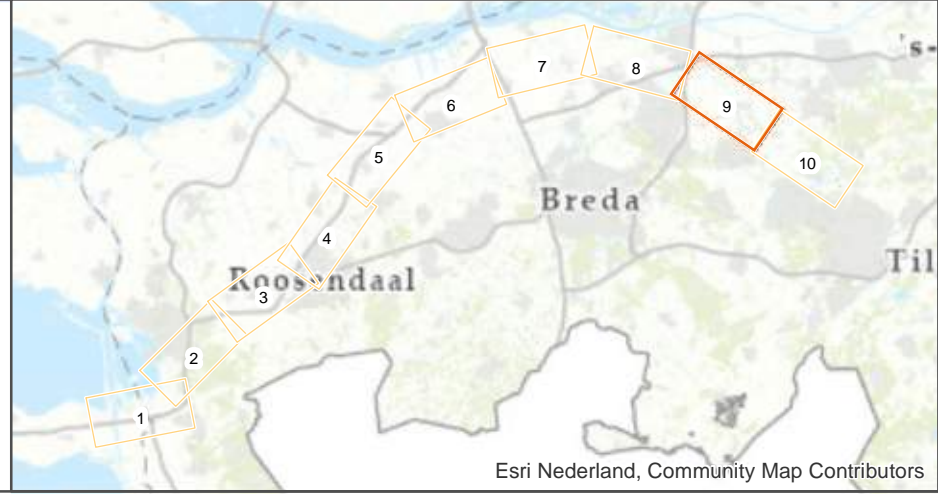 's-
7
8
6
9
5
10
Breda
4
Til
Roosendaal
3
2
1
Esri Nederland, Community Map Contributors